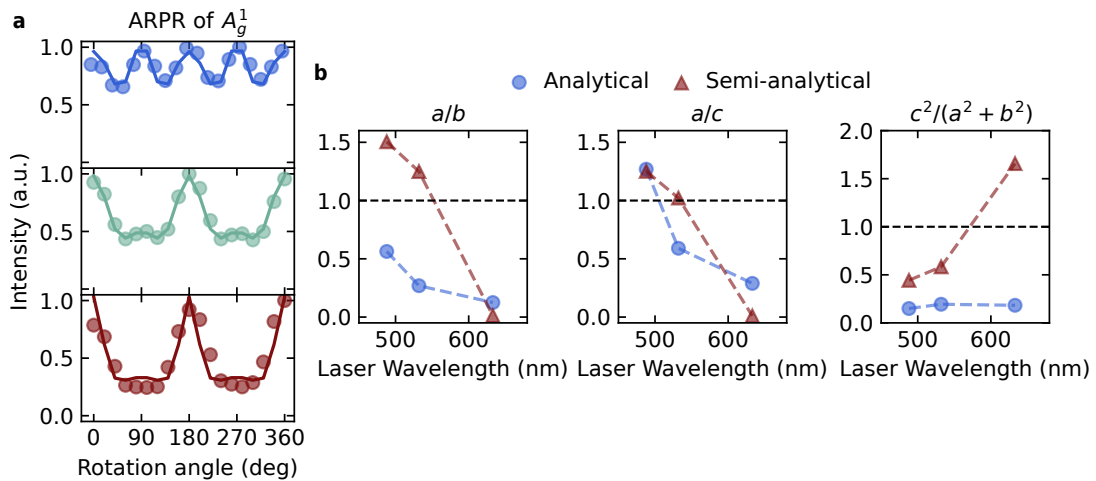 a
ARPR of A_g^1
1.0
0.5
1.0
0.5
0.0
1.0
0.5
0.0
0 90 180 270 360
Rotation angle (deg)
Intensity (a.u.)
b
Analytical Semi-analytical
a/b
1.5
1.0
0.5
0.0
500 600
Laser Wavelength (nm)
a/c
1.5
1.0
0.5
0.0
500 600
Laser Wavelength (nm)
c²/(a² + b²)
2.0
1.5
1.0
0.5
0.0
500 600
Laser Wavelength (nm)